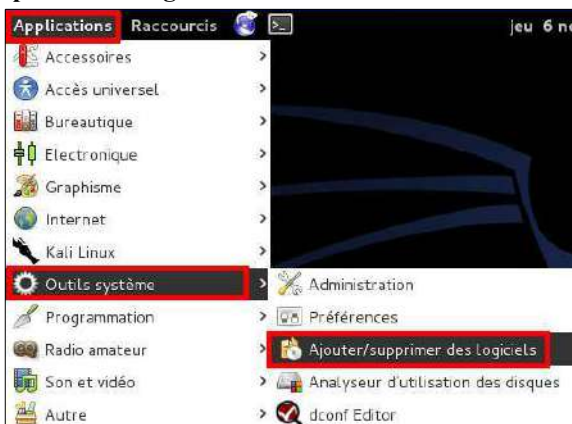 Applications Raccourcis jeu 6 no
Accessoires
Accès universel
Bureautique
Electronique
Graphisme
Internet
Kali Linux
Outils système
Administration
Programmation
Préférences
Radio amateur
Ajouter/supprimer des logiciels
Son et vidéo
Analyseur d'utilisation des disques
Autre
dconf Editor